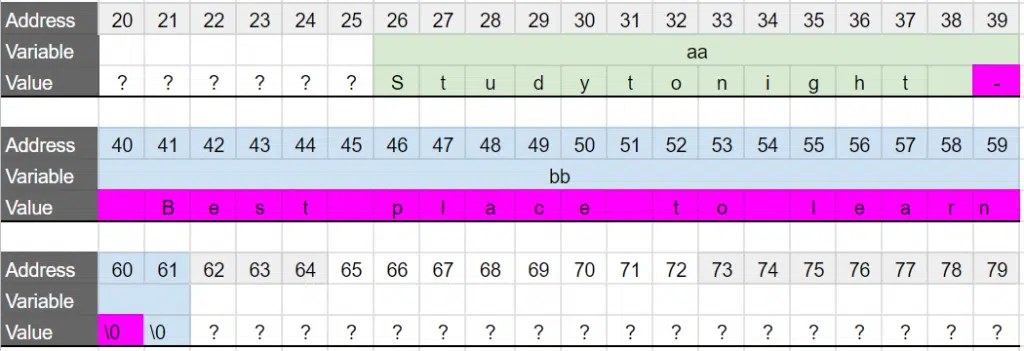 Address 20 21 22 23 24 25 26 27 28 29 30 31 32 33 34 35 36 37 38 39
Variable aa
Value ? ? ? ? ? ? S t u d y t o n i g h t -
Address 40 41 42 43 44 45 46 47 48 49 50 51 52 53 54 55 56 57 58 59
Variable bb
Value B e s t p l a c e t o l e a r n
Address 60 61 62 63 64 65 66 67 68 69 70 71 72 73 74 75 76 77 78 79
Variable
Value \0 \0 ? ? ? ? ? ? ? ? ? ? ? ? ? ? ? ? ? ?